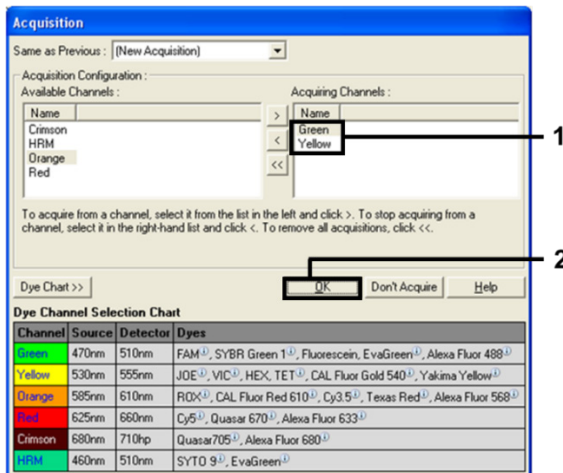 Acquisition
Same as Previous : (New Acquisition)
Acquisition Configuration :
Available Channels :
Name
Crimson
HRM
Orange
Red
>
<
<<
Acquiring Channels :
Name
Green
Yellow
1
To acquire from a channel, select it from the list in the left and click >. To stop acquiring from a
channel, select it in the right-hand list and click <. To remove all acquisitions, click <<.
2
Dye Chart >> OK Don't Acquire Help
Dye Channel Selection Chart
Channel Source Detector Dyes
Green 470nm 510nm FAM, SYBR Green 1, Fluorescein, EvaGreen, Alexa Fluor 488
Yellow 530nm 555nm JOE, VIC, HEX, TET, CAL Fluor Gold 540, Yakima Yellow
Orange 585nm 610nm ROX, CAL Fluor Red 610, Cy3.5, Texas Red, Alexa Fluor 568
Red 625nm 660nm Cy5, Quasar 670, Alexa Fluor 633
Crimson 680nm 710hp Quasar705, Alexa Fluor 680
HRM 460nm 510nm SYTO 9, EvaGreen